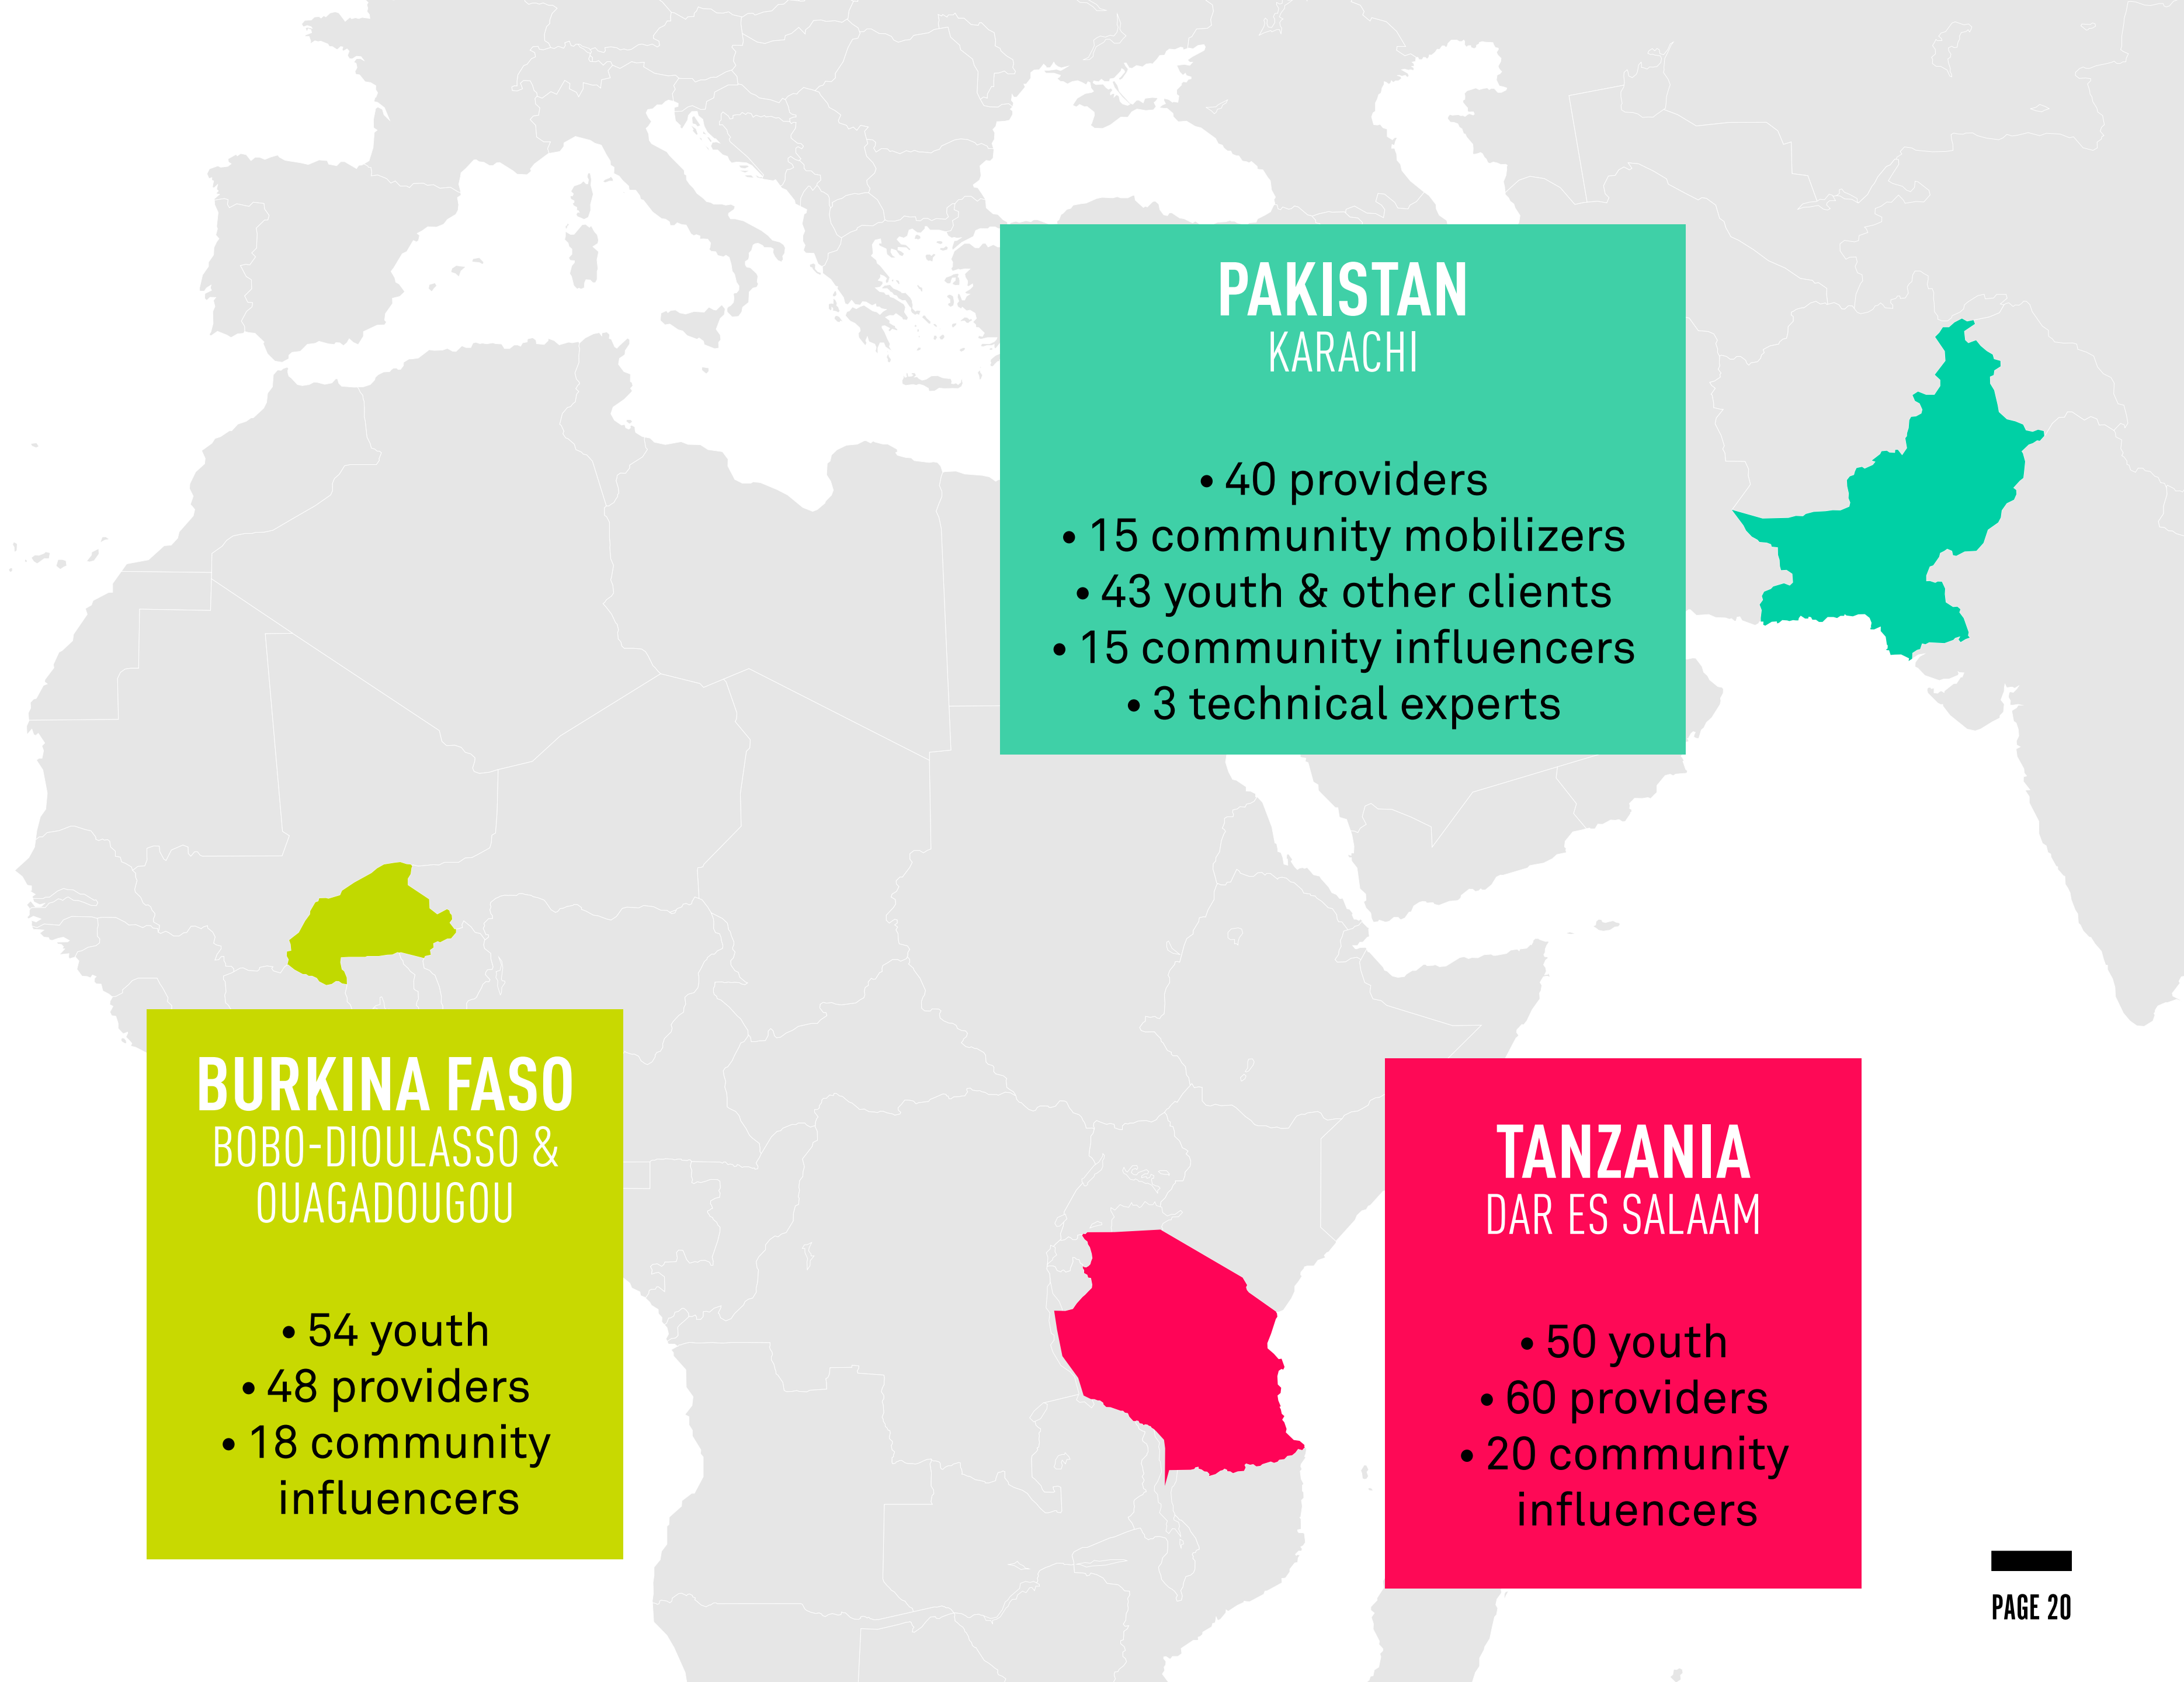 PAKISTAN
KARACHI
• 40 providers
• 15 community mobilizers
• 43 youth & other clients
• 15 community influencers
• 3 technical experts
BURKINA FASO
BOBO-DIOULASSO &
OUAGADOUGOU
• 54 youth
• 48 providers
• 18 community
influencers
TANZANIA
DAR ES SALAAM
• 50 youth
• 60 providers
• 20 community
influencers
PAGE 20